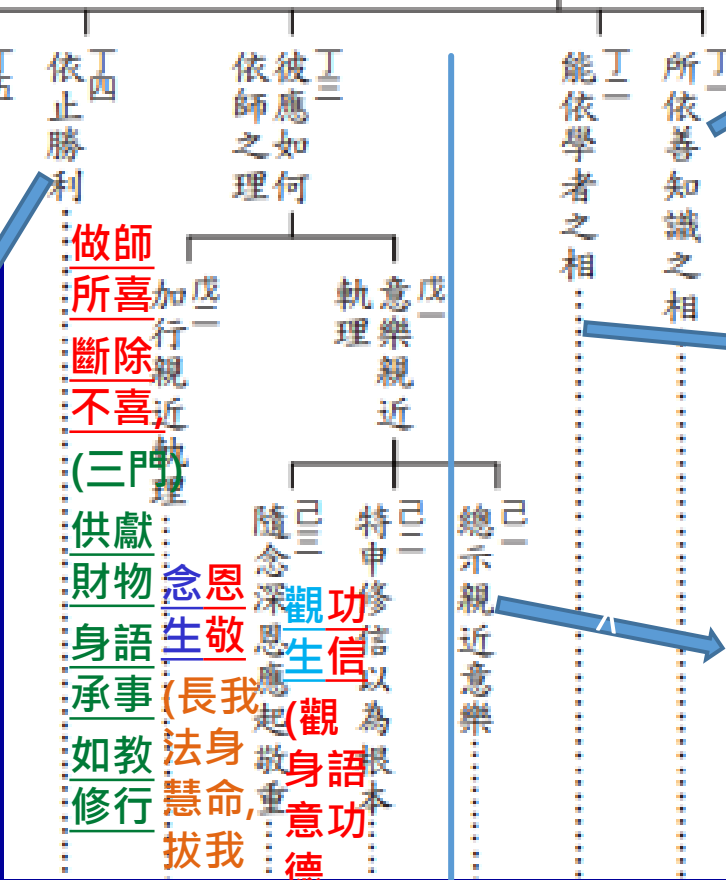 丁一
所依善知識之相
丁二
能依學者之相
丁三
彼應如何
依師之理
戊一
意樂親近
軌理
己一
總示親近意樂
己二
特申修信以為根本
己三
隨念深恩應起敬重
戊二
加行親近軌理
丁四
依止勝利
丁五
做師
所喜
斷除
不喜,
(三門)
供獻
財物
身語
承事
如教
修行
念恩
生敬
(長我
法身
慧命,
拔我
觀功
生信
(觀
身語
意功
德